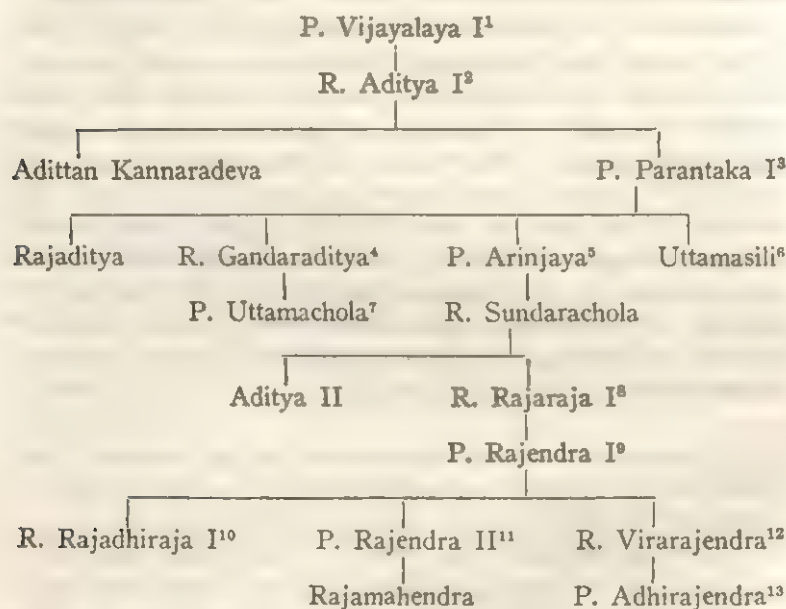 P. Vijayalaya I¹
R. Aditya I²
Adittan Kannaradeva P. Parantaka I³
Rajaditya R. Gandaraditya⁴ P. Arinjaya⁵ Uttamasili⁶
P. Uttamachola⁷ R. Sundarachola
Aditya II R. Rajaraja I⁸
P. Rajendra I⁹
R. Rajadhiraja I¹⁰ P. Rajendra II¹¹ R. Virarajendra¹²
Rajamahendra P. Adhirajendra¹³